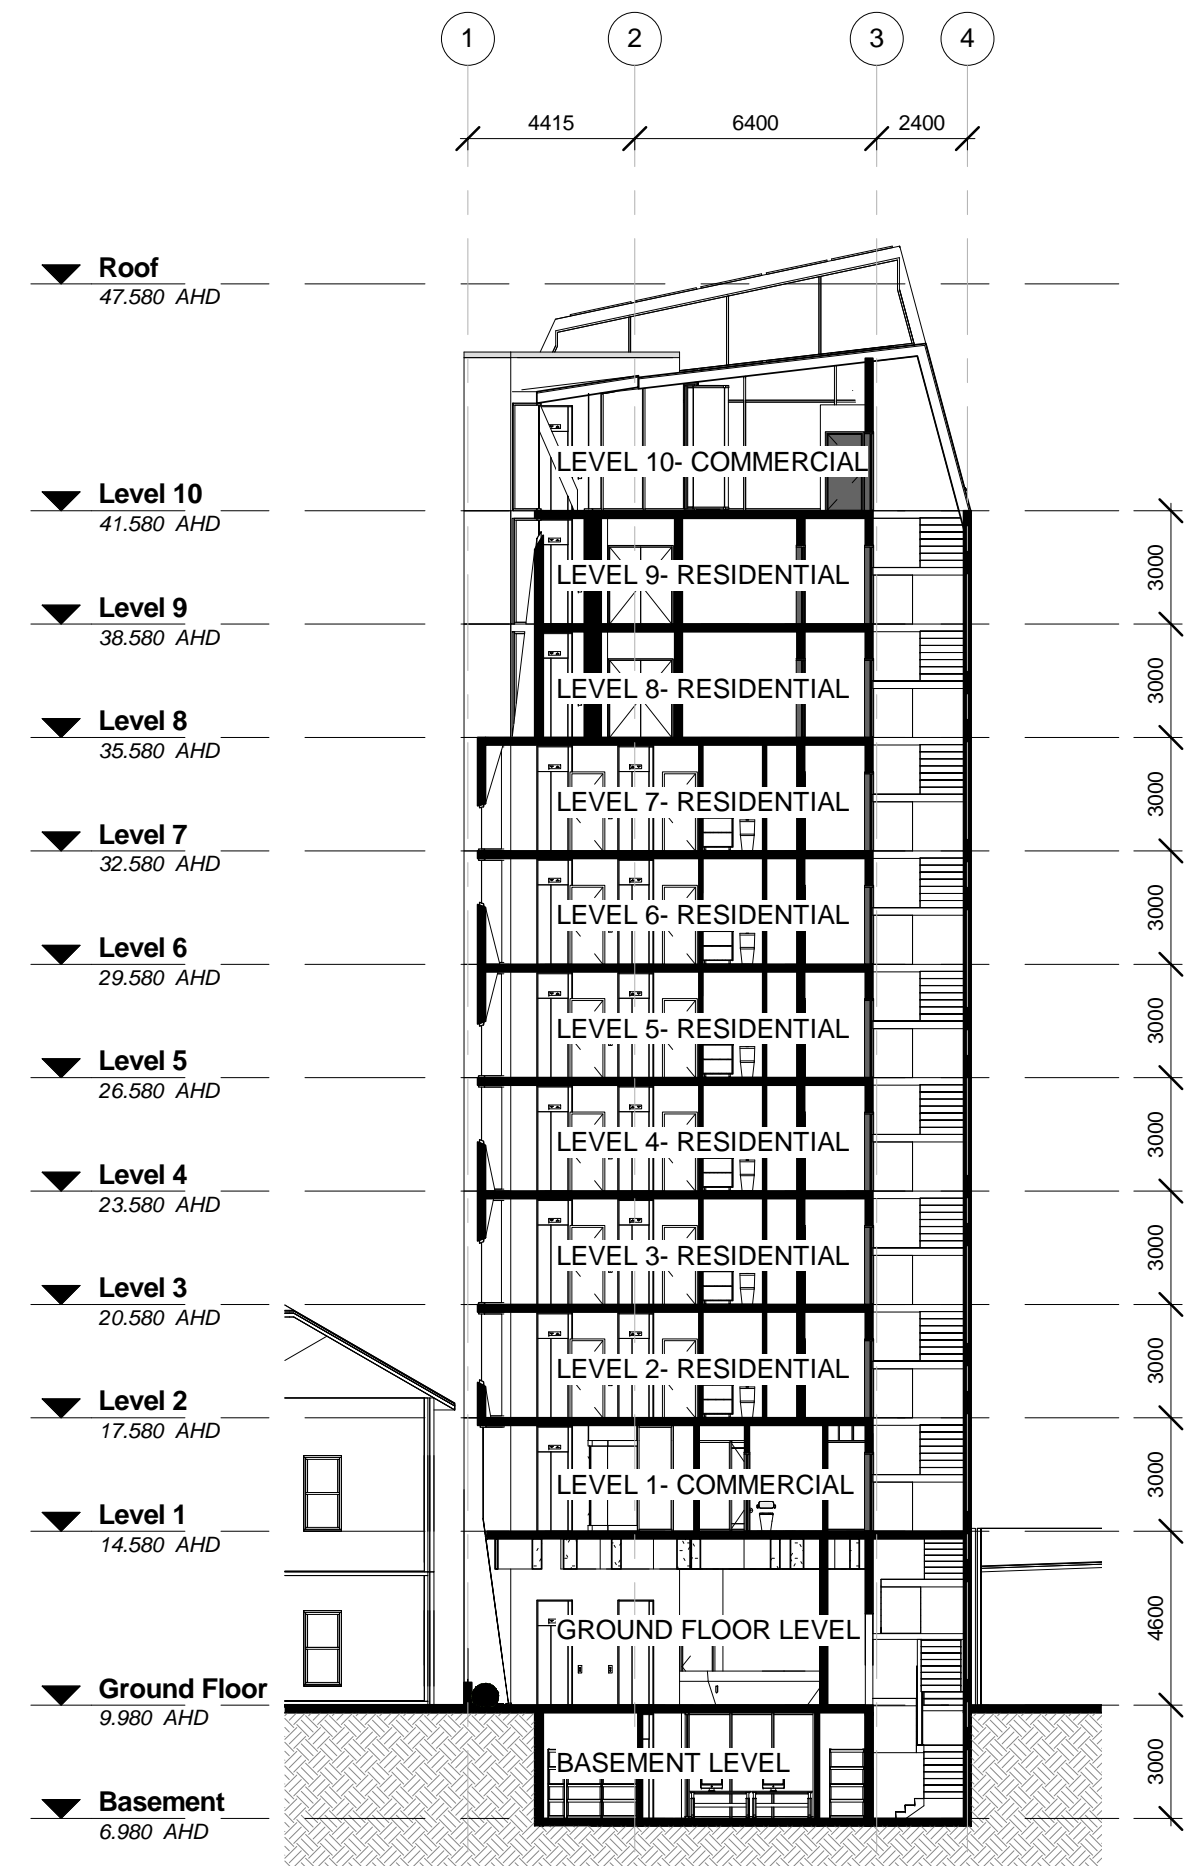 1 2 3 4
4415 6400 2400
Roof
47.580 AHD
LEVEL 10- COMMERCIAL
Level 10
41.580 AHD
3000
LEVEL 9- RESIDENTIAL
Level 9
38.580 AHD
3000
LEVEL 8- RESIDENTIAL
Level 8
35.580 AHD
3000
LEVEL 7- RESIDENTIAL
Level 7
32.580 AHD
3000
LEVEL 6- RESIDENTIAL
Level 6
29.580 AHD
3000
LEVEL 5- RESIDENTIAL
Level 5
26.580 AHD
3000
LEVEL 4- RESIDENTIAL
Level 4
23.580 AHD
3000
LEVEL 3- RESIDENTIAL
Level 3
20.580 AHD
3000
LEVEL 2- RESIDENTIAL
Level 2
17.580 AHD
3000
LEVEL 1- COMMERCIAL
Level 1
14.580 AHD
4600
GROUND FLOOR LEVEL
Ground Floor
9.980 AHD
3000
BASEMENT LEVEL
Basement
6.980 AHD